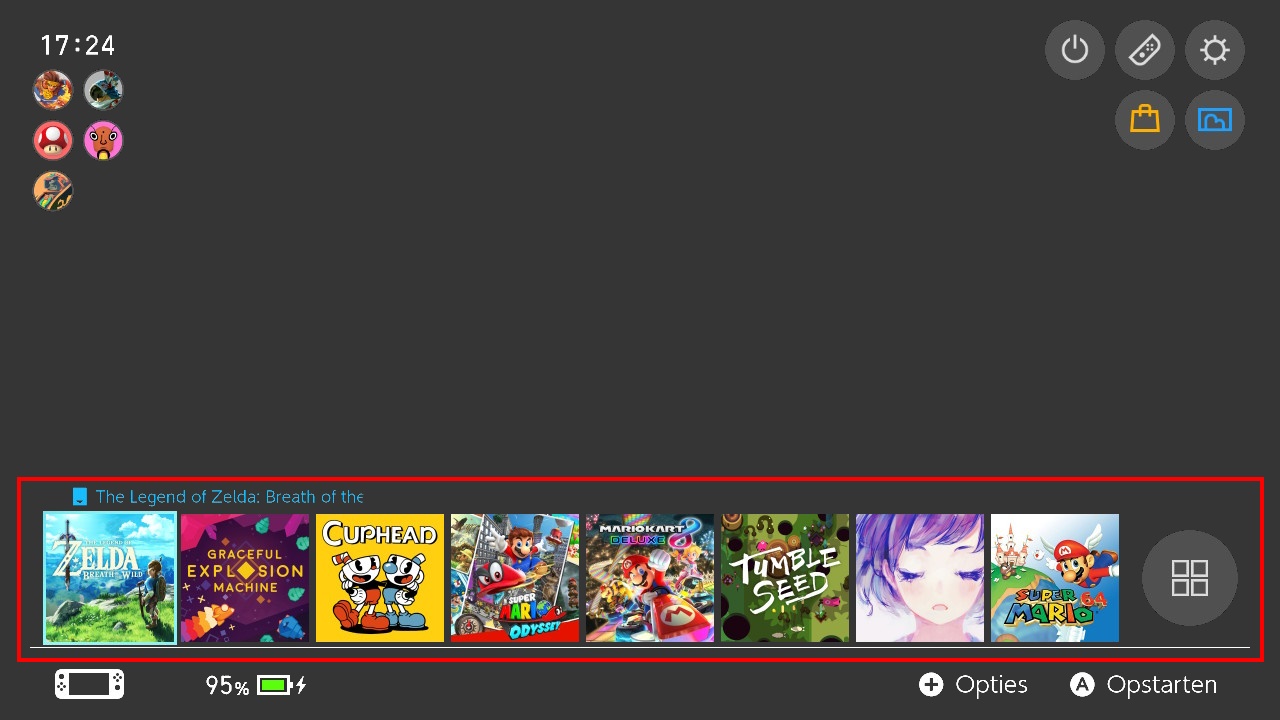 17:24
The Legend of Zelda: Breath of the
THE LEGEND OF
ZELDA
BREATH OF THE WILD
GRACEFUL
EXPLOSION
MACHINE
CUPHEAD
SUPER
MARIO
ODYSSEY
MARIOKART 8
DELUXE
TUMBLE
SEED
SUPER
MARIO 64
95%
Opties
A Opstarten